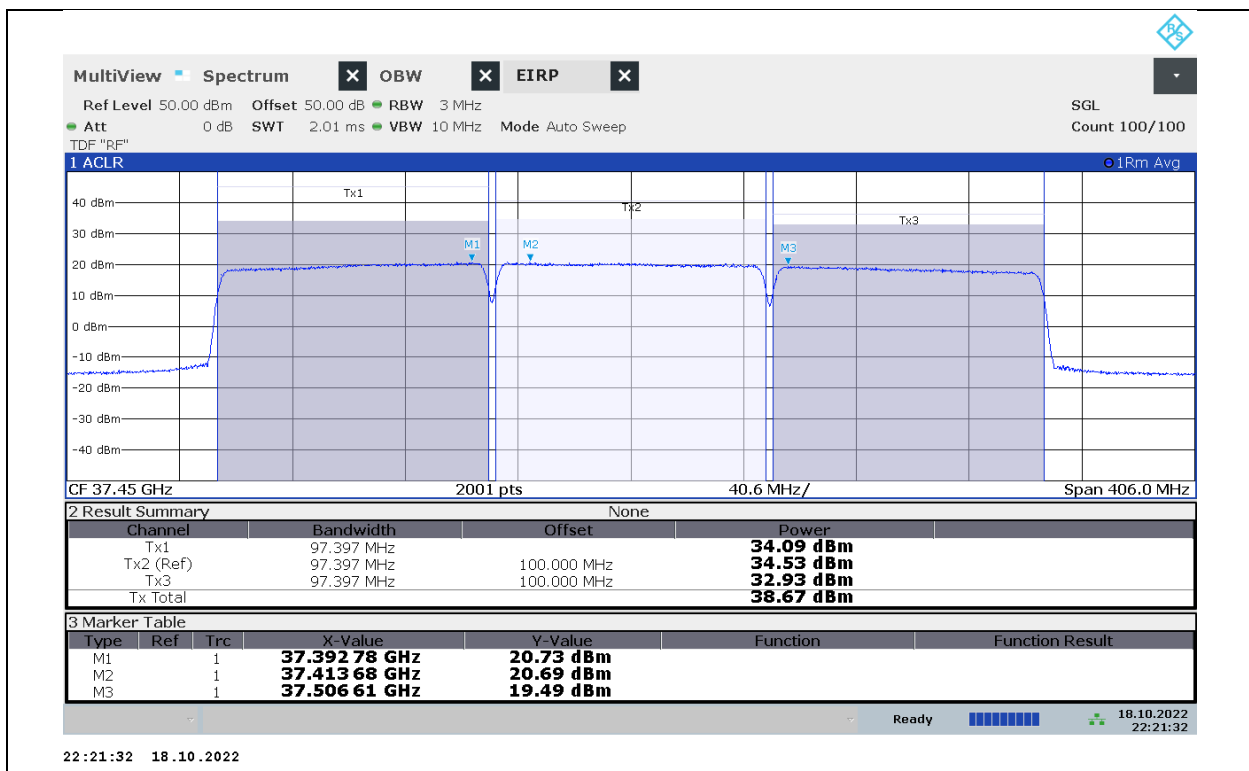 R&S
MultiView Spectrum X OBW X EIRP X
Ref Level 50.00 dBm Offset 50.00 dB RBW 3 MHz SGL
Att 0 dB SWT 2.01 ms VBW 10 MHz Mode Auto Sweep Count 100/100
TDF "RF"
1 ACLR 1Rm Avg
Tx1
40 dBm
Tx2
Tx3
30 dBm
M1 M2 M3
20 dBm
10 dBm
0 dBm
-10 dBm
-20 dBm
-30 dBm
-40 dBm
CF 37.45 GHz 2001 pts 40.6 MHz/ Span 406.0 MHz
2 Result Summary None
Channel Bandwidth Offset Power
Tx1 97.397 MHz 34.09 dBm
Tx2 (Ref) 97.397 MHz 100.000 MHz 34.53 dBm
Tx3 97.397 MHz 100.000 MHz 32.93 dBm
Tx Total 38.67 dBm
3 Marker Table
Type Ref Trc X-Value Y-Value Function Function Result
M1 1 37.392 78 GHz 20.73 dBm
M2 1 37.413 68 GHz 20.69 dBm
M3 1 37.506 61 GHz 19.49 dBm
Ready 18.10.2022
22:21:32
22:21:32 18.10.2022